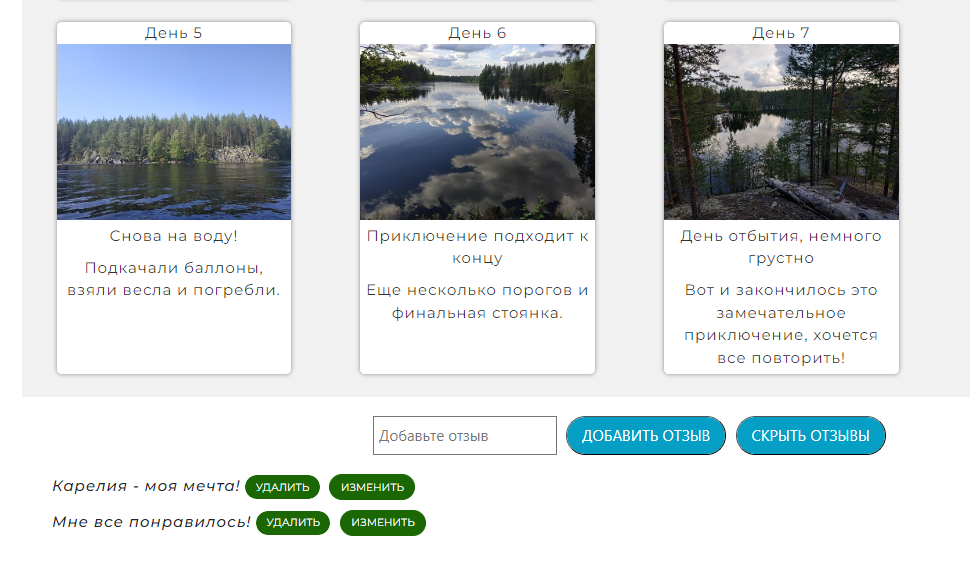 День 5
Снова на воду!
Подкачали баллоны,
взяли весла и погребли.
День 6
Приключение подходит к
концу
Еще несколько порогов и
финальная стоянка.
День 7
День отбытия, немного
грустно
Вот и закончилось это
замечательное
приключение, хочется
все повторить!
Добавьте отзыв ДОБАВИТЬ ОТЗЫВ СКРЫТЬ ОТЗЫВЫ
Карелия - моя мечта! УДАЛИТЬ ИЗМЕНИТЬ
Мне все понравилось! УДАЛИТЬ ИЗМЕНИТЬ